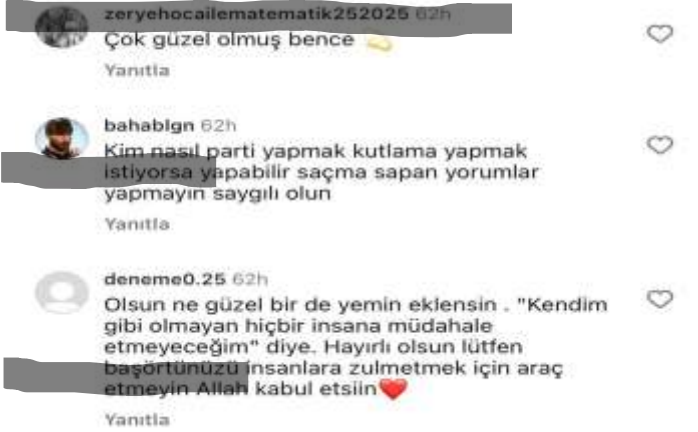 zeryehocailematematik252025 62h
Çok güzel olmuş bence
Yanıtla
bahablgn 62h
Kim nasıl parti yapmak kutlama yapmak
istiyorsa yapabilir saçma sapan yorumlar
yapmayın saygılı olun
Yanıtla
deneme0.25 62h
Olsun ne güzel bir de yemin eklensin . "Kendim
gibi olmayan hiçbir insana müdahale
etmeyeceğim" diye. Hayırlı olsun lütfen
başörtünüzü insanlara zulmetmek için araç
etmeyin Allah kabul etsiin
Yanıtla